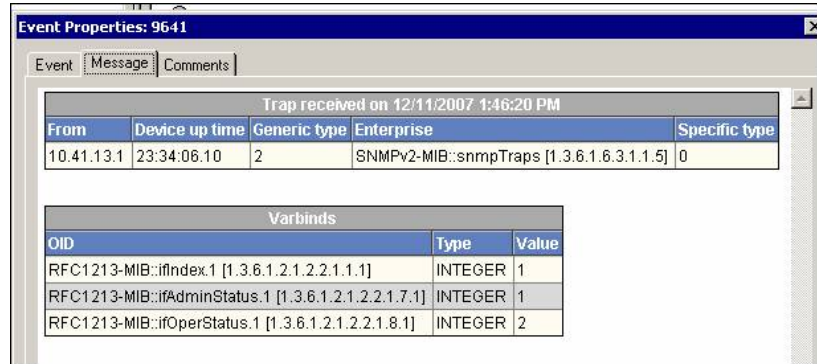 Event Properties: 9641
Event Message Comments
Trap received on 12/11/2007 1:46:20 PM
From Device up time Generic type Enterprise Specific type
10.41.13.1 23:34:06.10 2 SNMPv2-MIB::snmpTraps [1.3.6.1.6.3.1.1.5] 0
Varbinds
OID Type Value
RFC1213-MIB::ifIndex.1 [1.3.6.1.2.1.2.2.1.1.1] INTEGER 1
RFC1213-MIB::ifAdminStatus.1 [1.3.6.1.2.1.2.2.1.7.1] INTEGER 1
RFC1213-MIB::ifOperStatus.1 [1.3.6.1.2.1.2.2.1.8.1] INTEGER 2